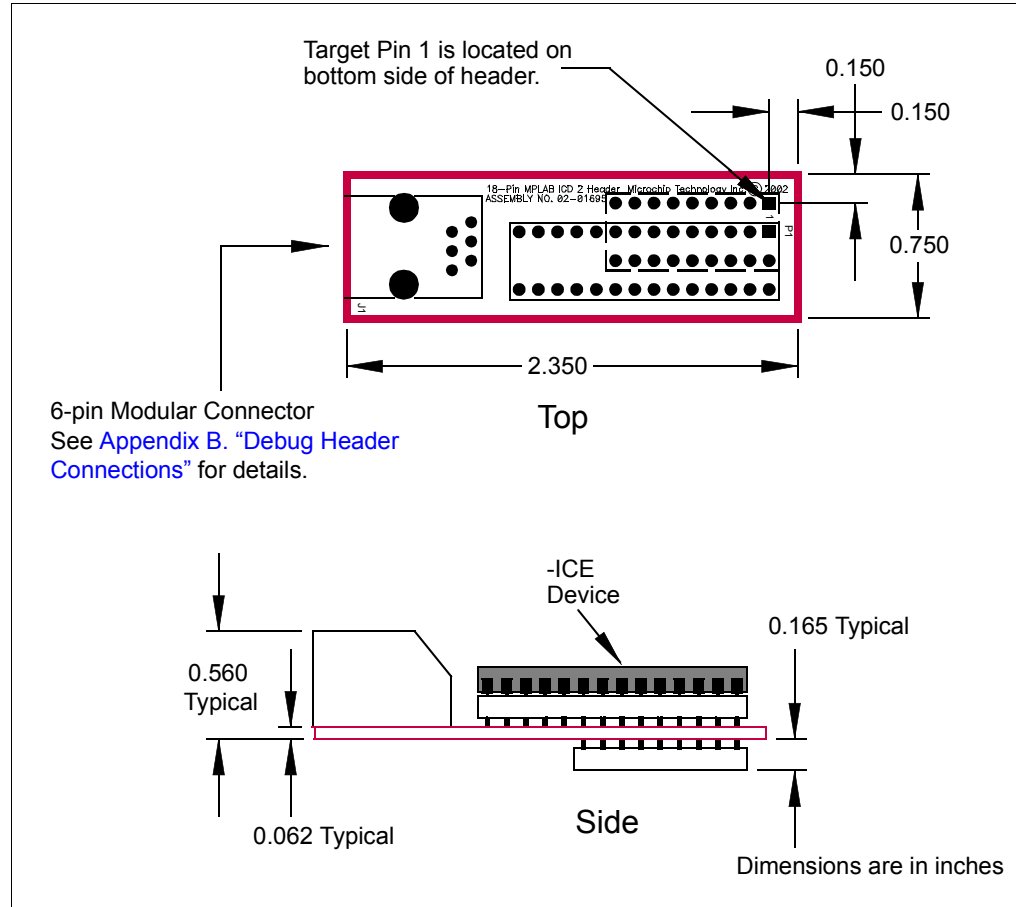 Target Pin 1 is located on
bottom side of header.
0.150
0.150
18-Pin MPLAB ICD 2 Header Microchip Technology Inc. © 2002
ASSEMBLY NO. 02-01695
1
P1
0.750
J1
2.350
6-pin Modular Connector
See Appendix B. “Debug Header
Connections” for details.
Top
-ICE
Device
0.165 Typical
0.560
Typical
0.062 Typical
Side
Dimensions are in inches